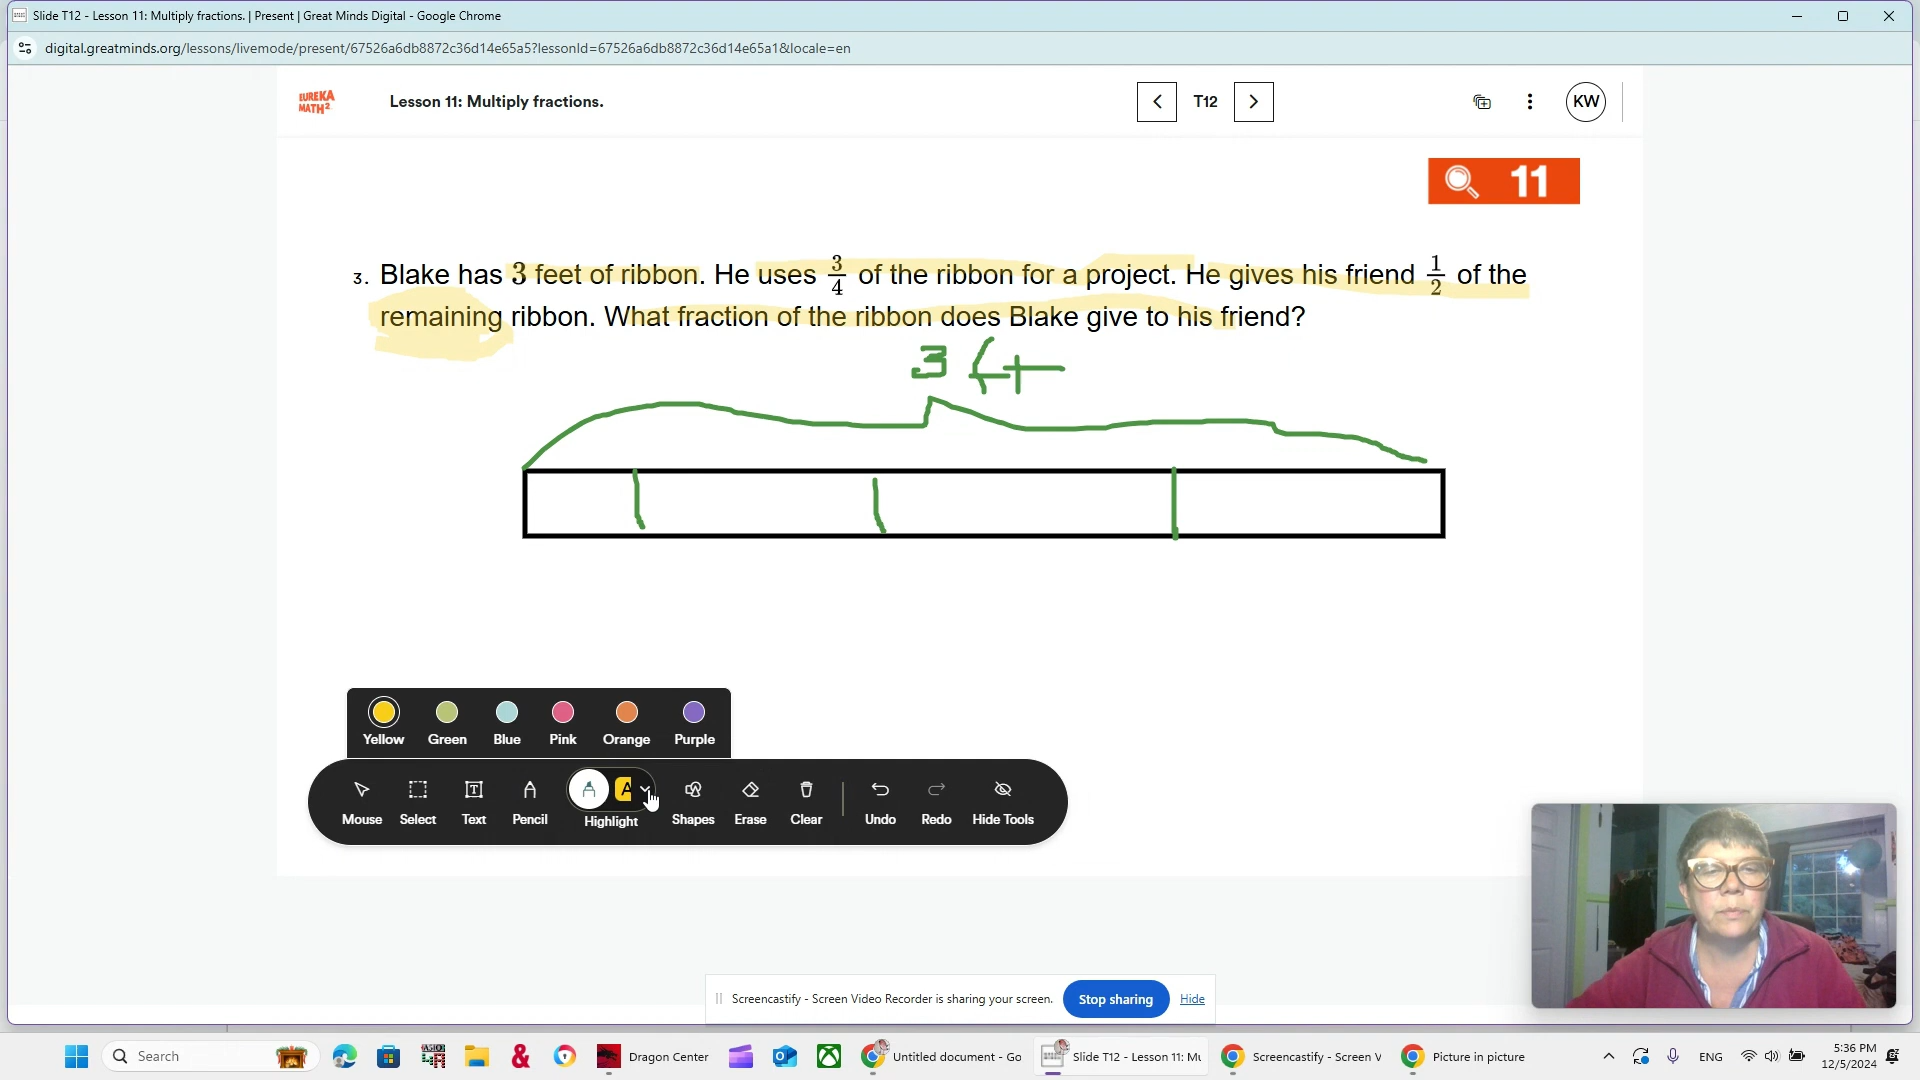 Slide T12 - Lesson 11: Multiply fractions. | Present | Great Minds Digital - Google Chrome
digital.greatminds.org/lessons/livemode/present/67526a6db8872c36d14e65a5?lessonId=67526a6db8872c36d14e65a1&locale=en
EUREKA MATH²
Lesson 11: Multiply fractions.
T12
KW
11
3. Blake has 3 feet of ribbon. He uses 3/4 of the ribbon for a project. He gives his friend 1/2 of the
remaining ribbon. What fraction of the ribbon does Blake give to his friend?
3 ft
Yellow Green Blue Pink Orange Purple
Mouse Select Text Pencil Highlight Shapes Erase Clear Undo Redo Hide Tools
Screencastify - Screen Video Recorder is sharing your screen. Stop sharing Hide
Search
Dragon Center
Untitled document - Go
Slide T12 - Lesson 11: Mu
Screencastify - Screen V
Picture in picture
ENG
5:36 PM
12/5/2024